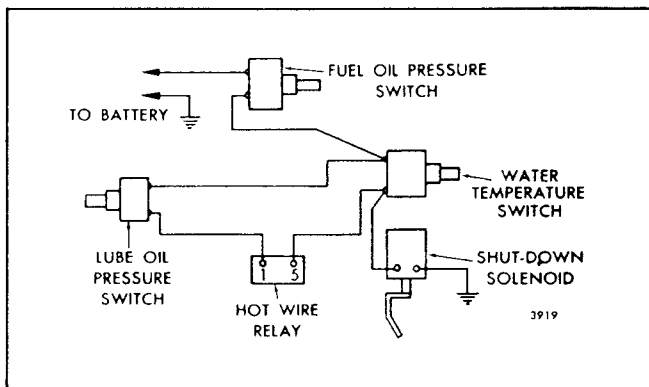 FUEL OIL PRESSURE
SWITCH
TO BATTERY
WATER
TEMPERATURE
SWITCH
LUBE OIL
PRESSURE
SWITCH
1 5
HOT WIRE
RELAY
SHUT-DOWN
SOLENOID
3919